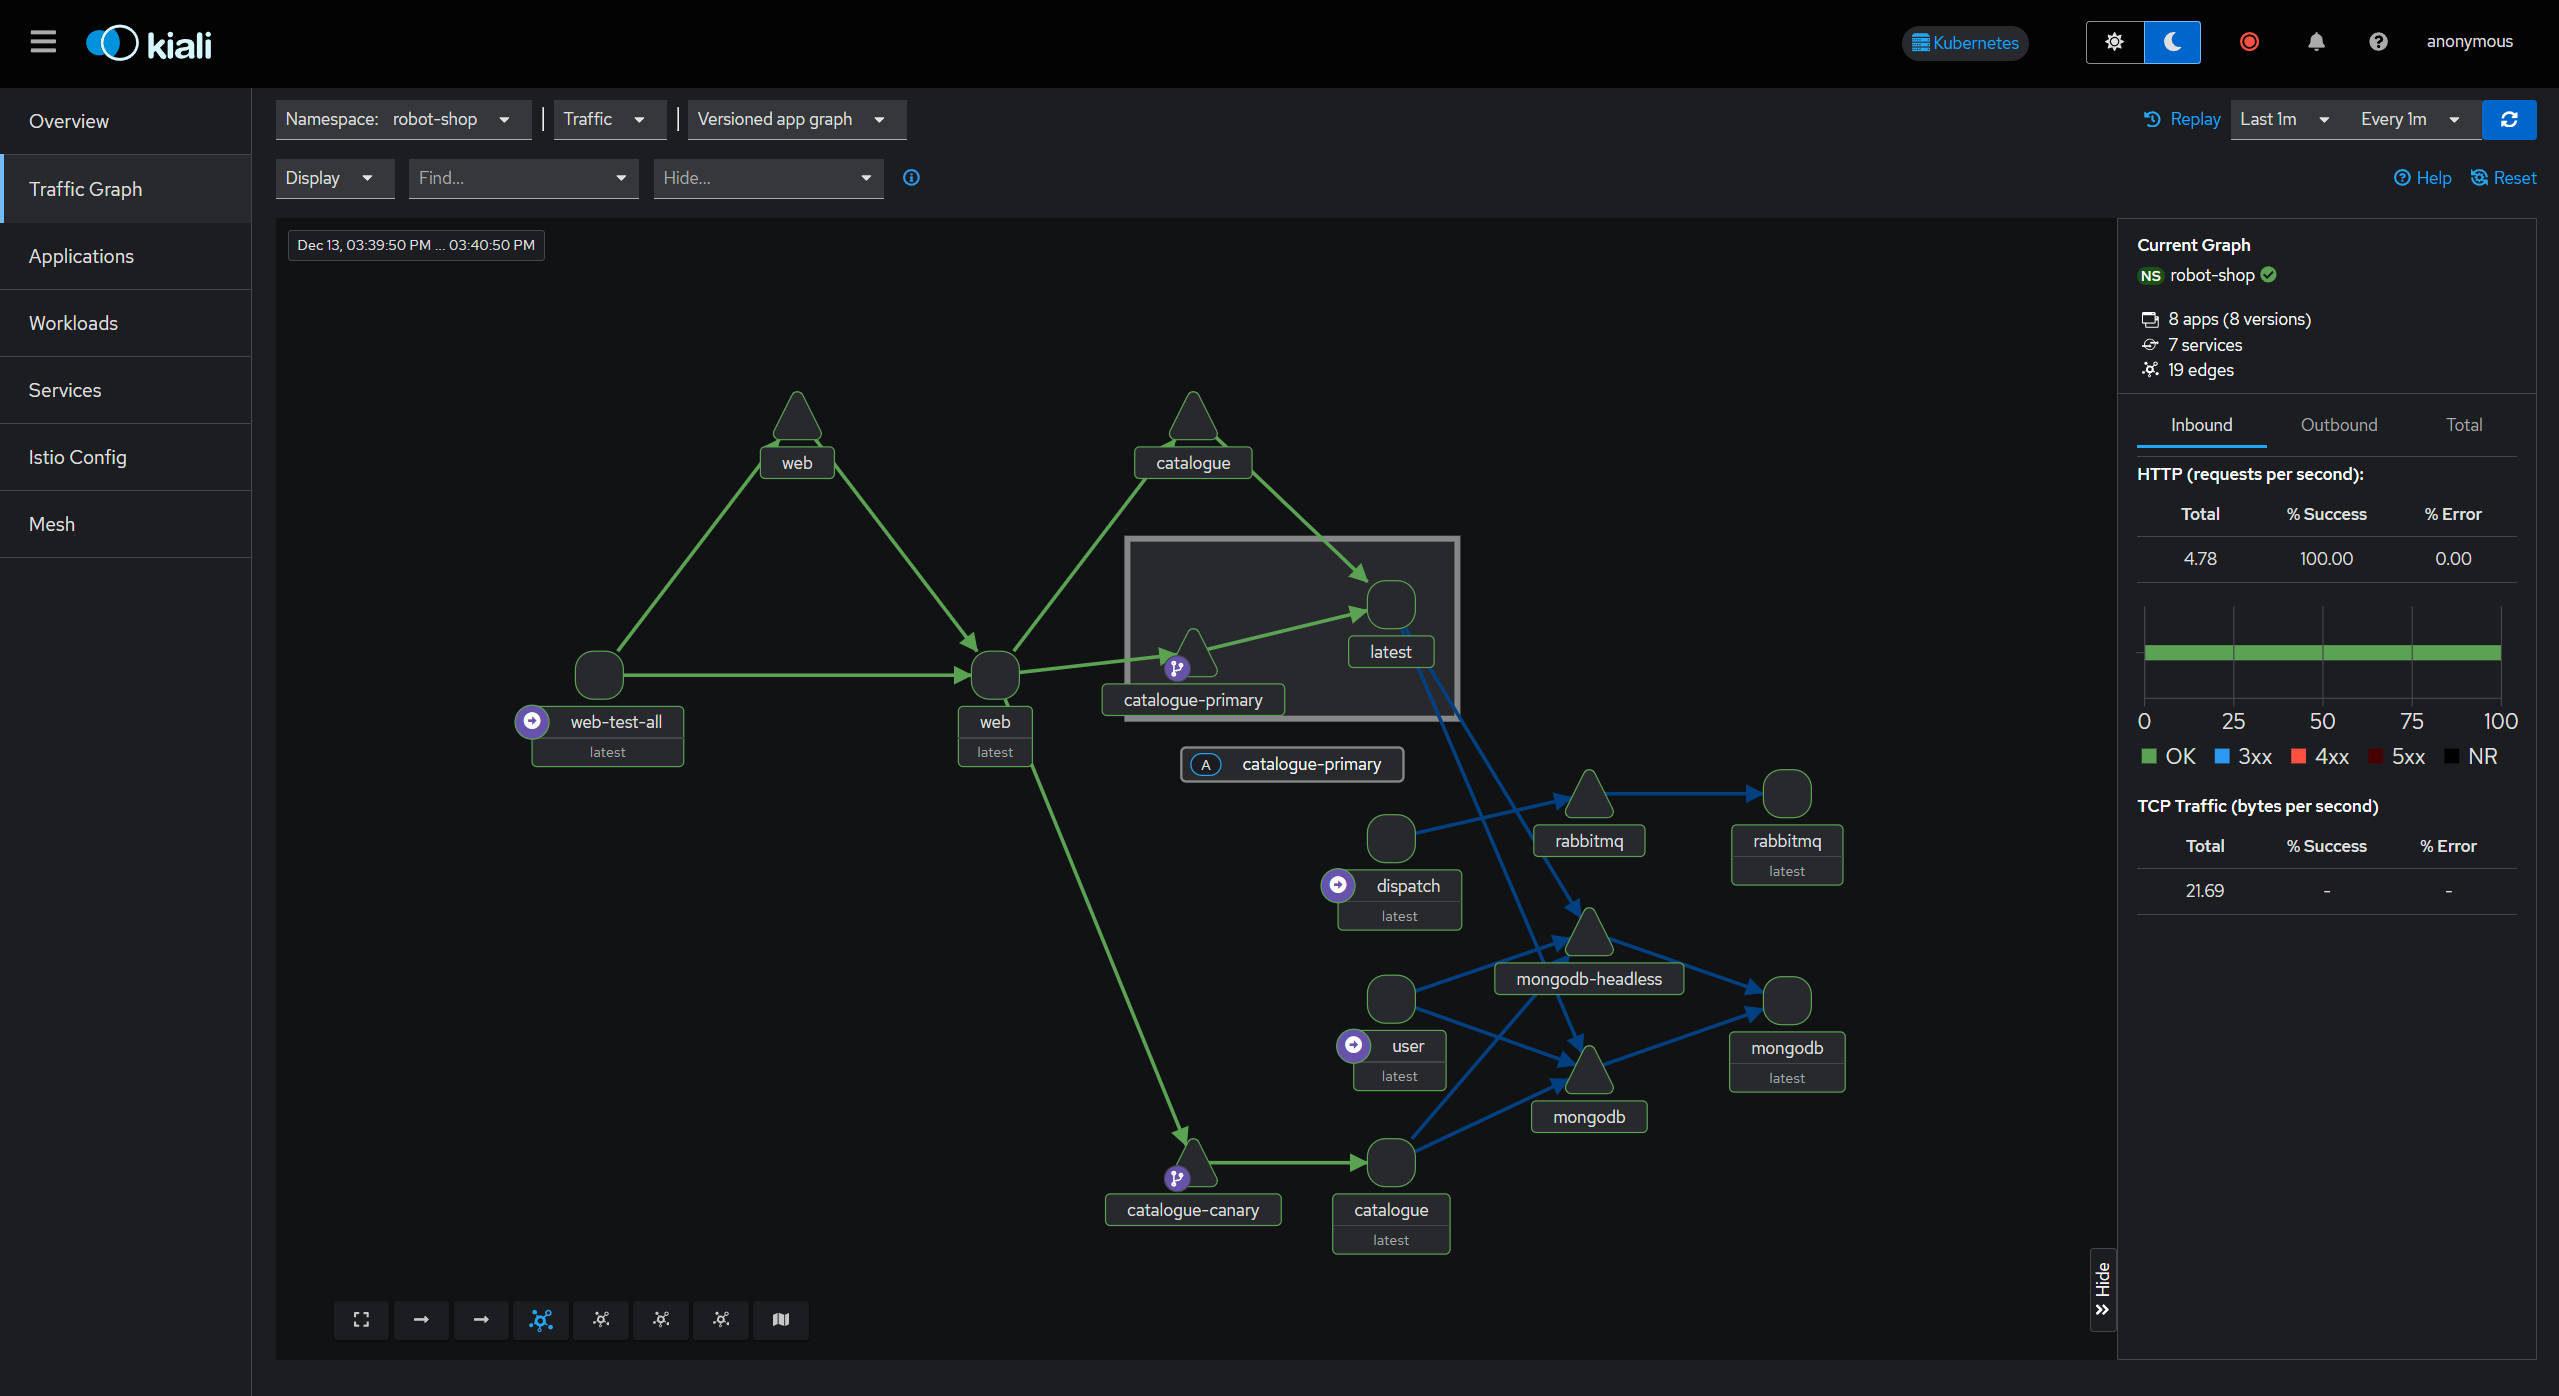 kiali
Kubernetes
anonymous
Overview
Traffic Graph
Applications
Workloads
Services
Istio Config
Mesh
Namespace: robot-shop
Traffic
Versioned app graph
Replay
Last 1m
Every 1m
Display
Find...
Hide...
Help
Reset
Dec 13, 03:39:50 PM ... 03:40:50 PM
web
catalogue
latest
catalogue-primary
web-test-all
latest
web
latest
A catalogue-primary
rabbitmq
rabbitmq
latest
dispatch
latest
mongodb-headless
user
latest
mongodb
latest
mongodb
catalogue-canary
catalogue
latest
Hide
Current Graph
NS robot-shop
8 apps (8 versions)
7 services
19 edges
Inbound Outbound Total
HTTP (requests per second):
Total % Success % Error
4.78 100.00 0.00
0 25 50 75 100
OK 3xx 4xx 5xx NR
TCP Traffic (bytes per second)
Total % Success % Error
21.69 - -